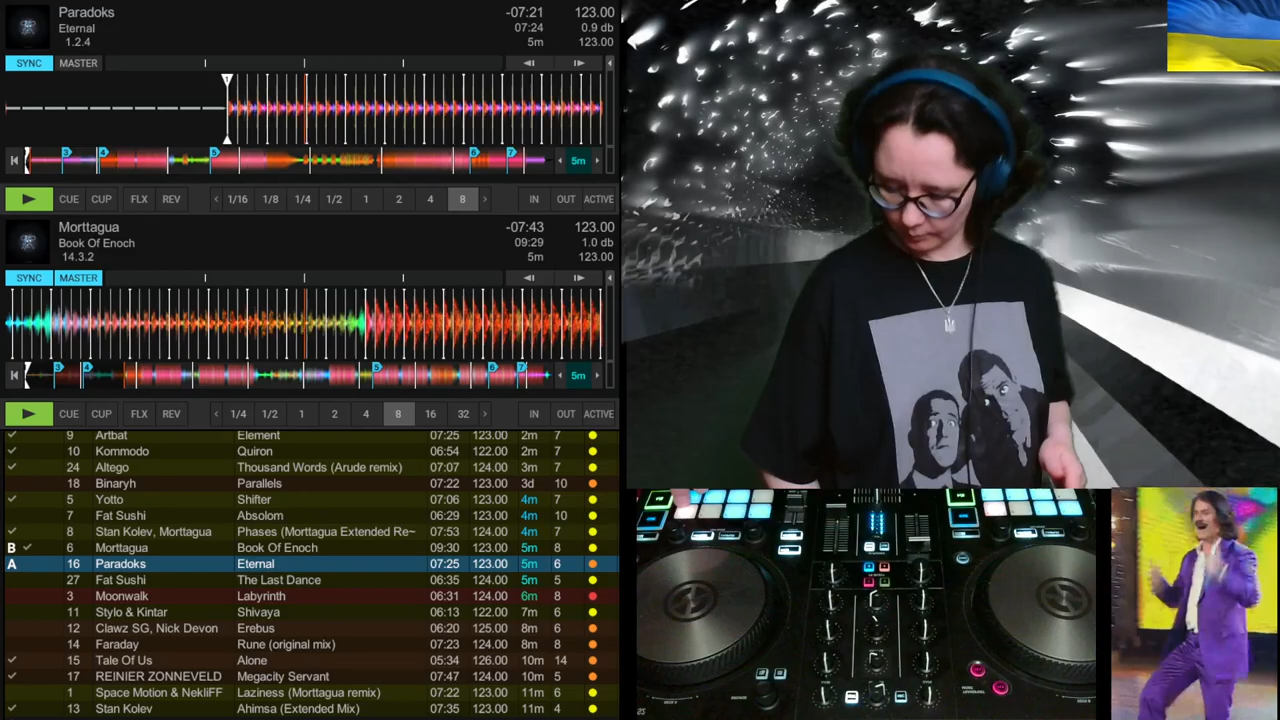 Paradoks -07:21 123.00
Eternal 07:24 0.9 db
1.2.4 5m 123.00
SYNC MASTER
1
3 4 5 6 7 5m
CUE CUP FLX REV < 1/16 1/8 1/4 1/2 1 2 4 8 > IN OUT ACTIVE
Morttagua -07:43 123.00
Book Of Enoch 09:29 1.0 db
14.3.2 5m 123.00
SYNC MASTER
3 4 5 6 7 5m
CUE CUP FLX REV < 1/4 1/2 1 2 4 8 16 32 > IN OUT ACTIVE
9 Artbat Element 07:25 123.00 2m 7
10 Kommodo Quiron 06:54 122.00 2m 7
24 Altego Thousand Words (Arude remix) 07:07 124.00 3m 7
18 Binaryh Parallels 07:22 123.00 3d 10
5 Yotto Shifter 07:06 123.00 4m 7
7 Fat Sushi Absolom 06:29 123.00 4m 10
8 Stan Kolev, Morttagua Phases (Morttagua Extended Re~ 07:53 124.00 4m 7
B 6 Morttagua Book Of Enoch 09:30 123.00 5m 8
A 16 Paradoks Eternal 07:25 123.00 5m 6
27 Fat Sushi The Last Dance 06:35 124.00 5m 5
3 Moonwalk Labyrinth 06:31 124.00 6m 8
11 Stylo & Kintar Shivaya 06:13 122.00 7m 6
12 Clawz SG, Nick Devon Erebus 06:20 125.00 8m 6
14 Faraday Rune (original mix) 07:23 124.00 8m 8
15 Tale Of Us Alone 05:34 126.00 10m 14
17 REINIER ZONNEVELD Megacity Servant 07:47 124.00 10m 5
1 Space Motion & NekliFF Laziness (Morttagua remix) 07:22 123.00 11m 6
13 Stan Kolev Ahimsa (Extended Mix) 07:35 123.00 11m 4